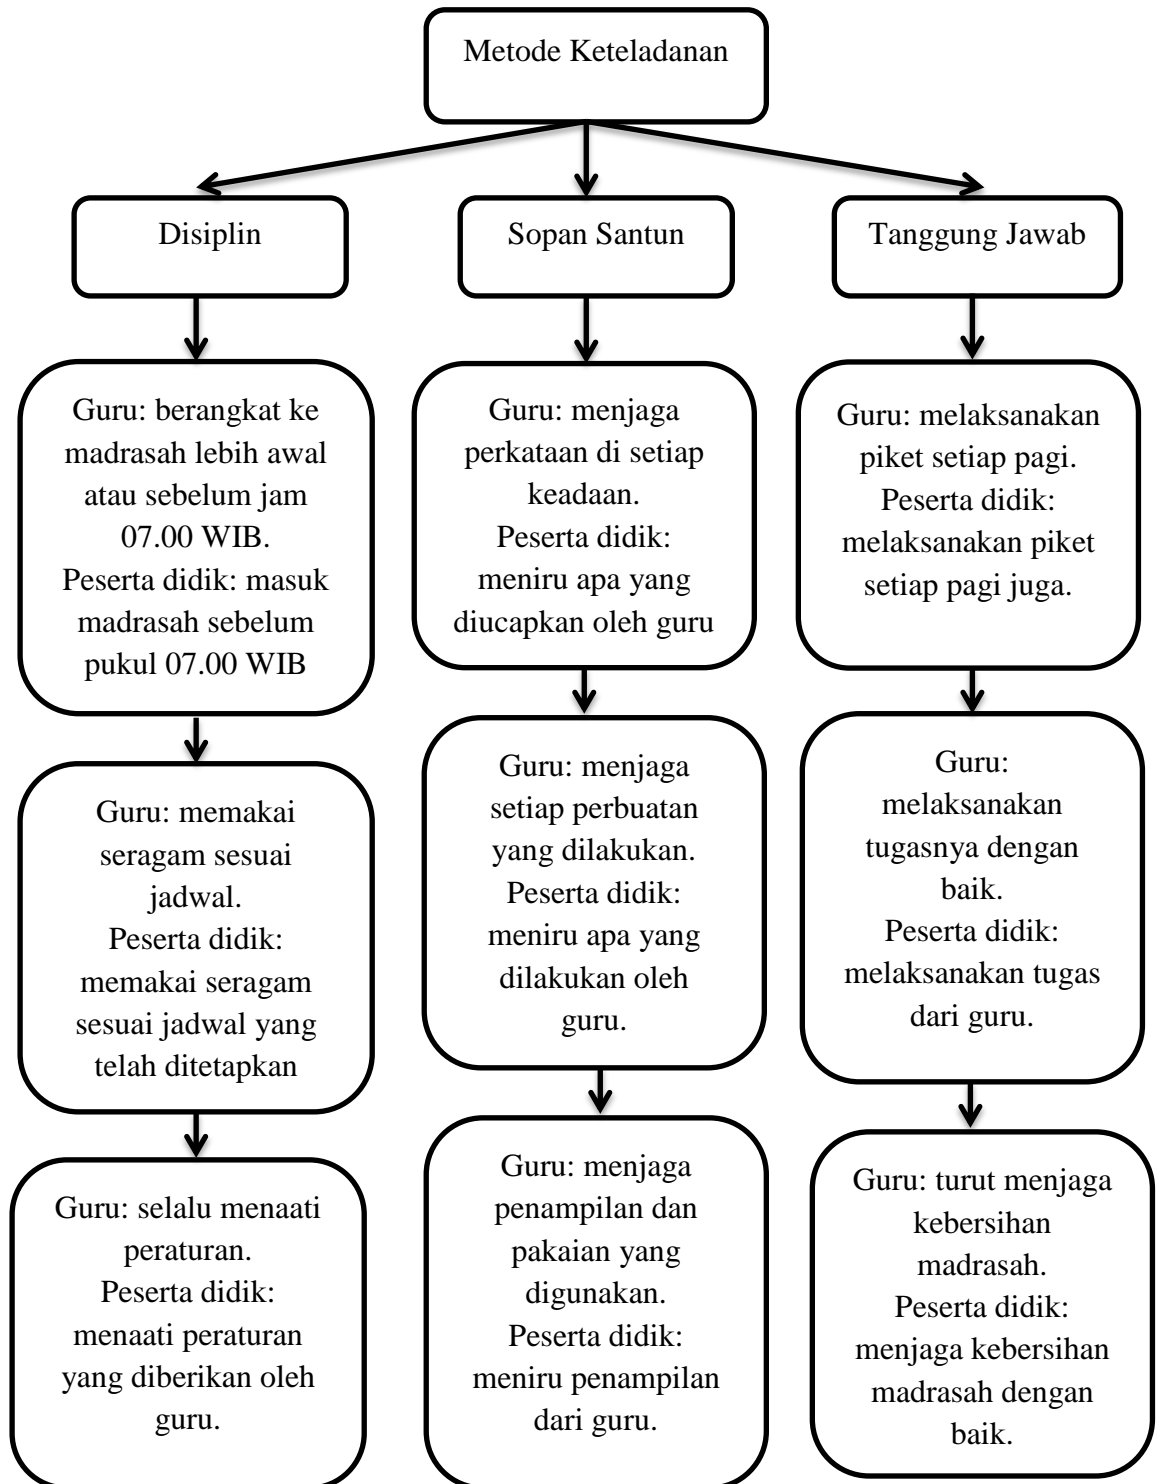 Metode Keteladanan
Disiplin
Sopan Santun
Tanggung Jawab
Guru: berangkat ke
madrasah lebih awal
atau sebelum jam
07.00 WIB.
Peserta didik: masuk
madrasah sebelum
pukul 07.00 WIB
Guru: menjaga
perkataan di setiap
keadaan.
Peserta didik:
meniru apa yang
diucapkan oleh guru
Guru: melaksanakan
piket setiap pagi.
Peserta didik:
melaksanakan piket
setiap pagi juga.
Guru: memakai
seragam sesuai
jadwal.
Peserta didik:
memakai seragam
sesuai jadwal yang
telah ditetapkan
Guru: menjaga
setiap perbuatan
yang dilakukan.
Peserta didik:
meniru apa yang
dilakukan oleh
guru.
Guru:
melaksanakan
tugasnya dengan
baik.
Peserta didik:
melaksanakan tugas
dari guru.
Guru: selalu menaati
peraturan.
Peserta didik:
menaati peraturan
yang diberikan oleh
guru.
Guru: menjaga
penampilan dan
pakaian yang
digunakan.
Peserta didik:
meniru penampilan
dari guru.
Guru: turut menjaga
kebersihan
madrasah.
Peserta didik:
menjaga kebersihan
madrasah dengan
baik.